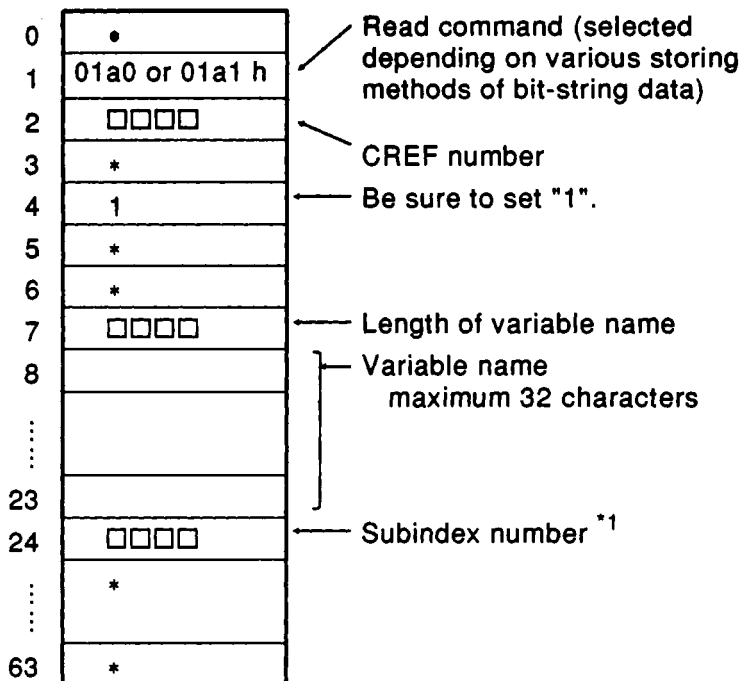 0 * Read command (selected
depending on various storing
1 01a0 or 01a1 h methods of bit-string data)
2 □□□□ CREF number
3 *
4 1 Be sure to set "1".
5 *
6 *
7 □□□□ Length of variable name
8 Variable name
maximum 32 characters
23
24 □□□□ Subindex number *1
*
63 *